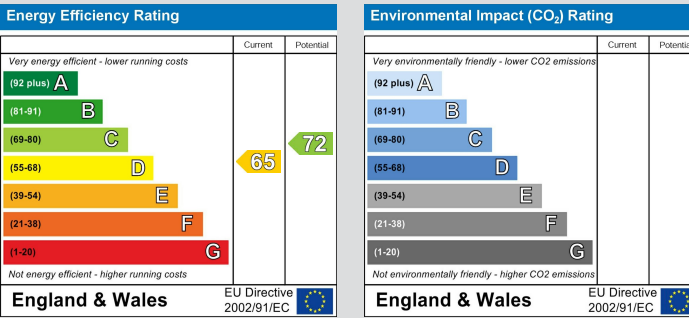 Energy Efficiency Rating
Current Potential
Very energy efficient - lower running costs
(92 plus) A
(81-91) B
(69-80) C
(55-68) D
(39-54) E
(21-38) F
(1-20) G
65
72
Not energy efficient - higher running costs
England & Wales
EU Directive
2002/91/EC
Environmental Impact (CO₂) Rating
Current Potential
Very environmentally friendly - lower CO2 emissions
(92 plus) A
(81-91) B
(69-80) C
(55-68) D
(39-54) E
(21-38) F
(1-20) G
Not environmentally friendly - higher CO2 emissions
England & Wales
EU Directive
2002/91/EC